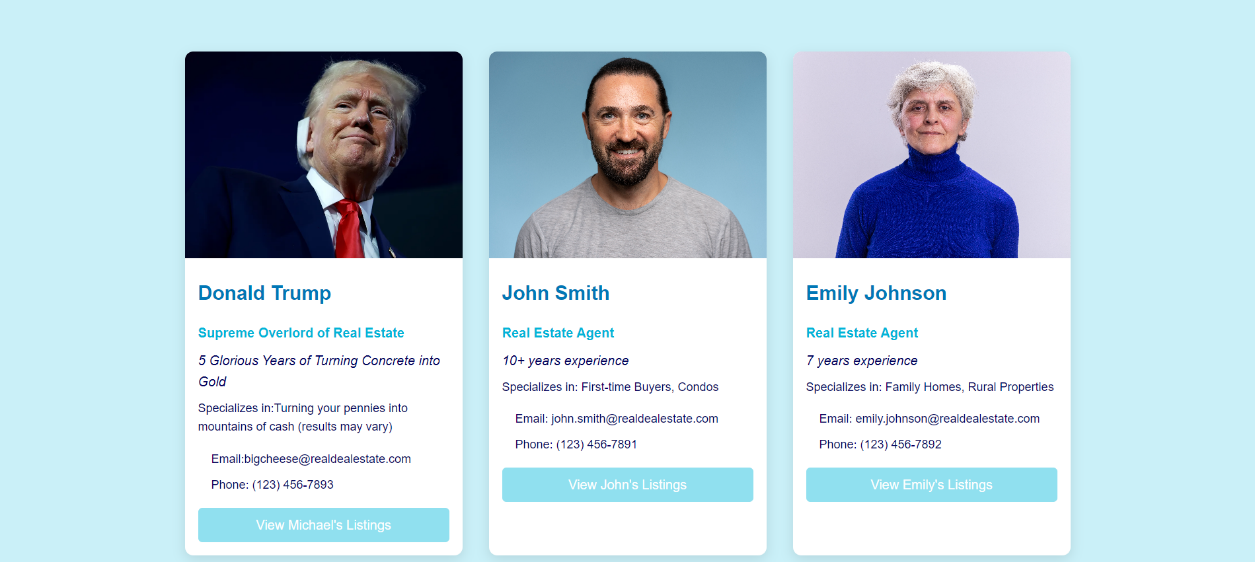 Donald Trump
Supreme Overlord of Real Estate
5 Glorious Years of Turning Concrete into
Gold
Specializes in:Turning your pennies into
mountains of cash (results may vary)
Email:bigcheese@realdealestate.com
Phone: (123) 456-7893
View Michael's Listings
John Smith
Real Estate Agent
10+ years experience
Specializes in: First-time Buyers, Condos
Email: john.smith@realdealestate.com
Phone: (123) 456-7891
View John's Listings
Emily Johnson
Real Estate Agent
7 years experience
Specializes in: Family Homes, Rural Properties
Email: emily.johnson@realdealestate.com
Phone: (123) 456-7892
View Emily's Listings